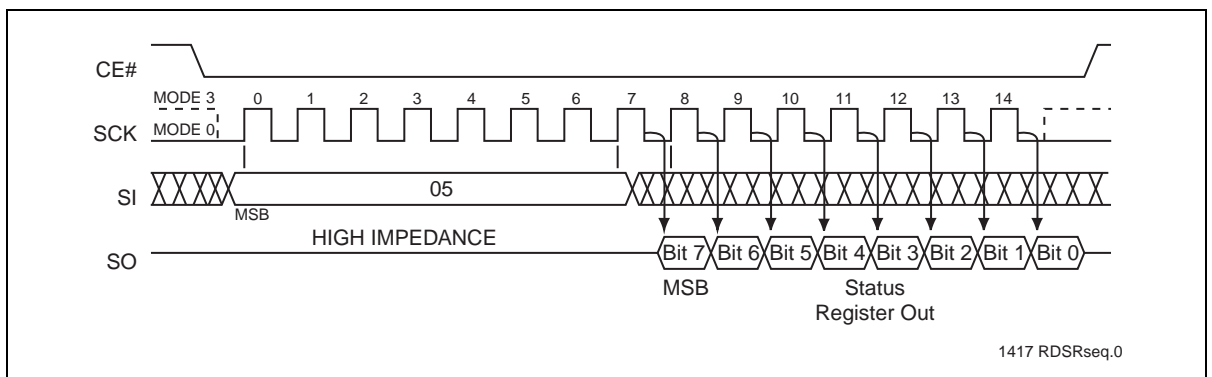 CE#
MODE 3
0 1 2 3 4 5 6 7 8 9 10 11 12 13 14
SCK
MODE 0
SI
05
MSB
HIGH IMPEDANCE
SO
Bit 7 Bit 6 Bit 5 Bit 4 Bit 3 Bit 2 Bit 1 Bit 0
MSB
Status
Register Out
1417 RDSRseq.0